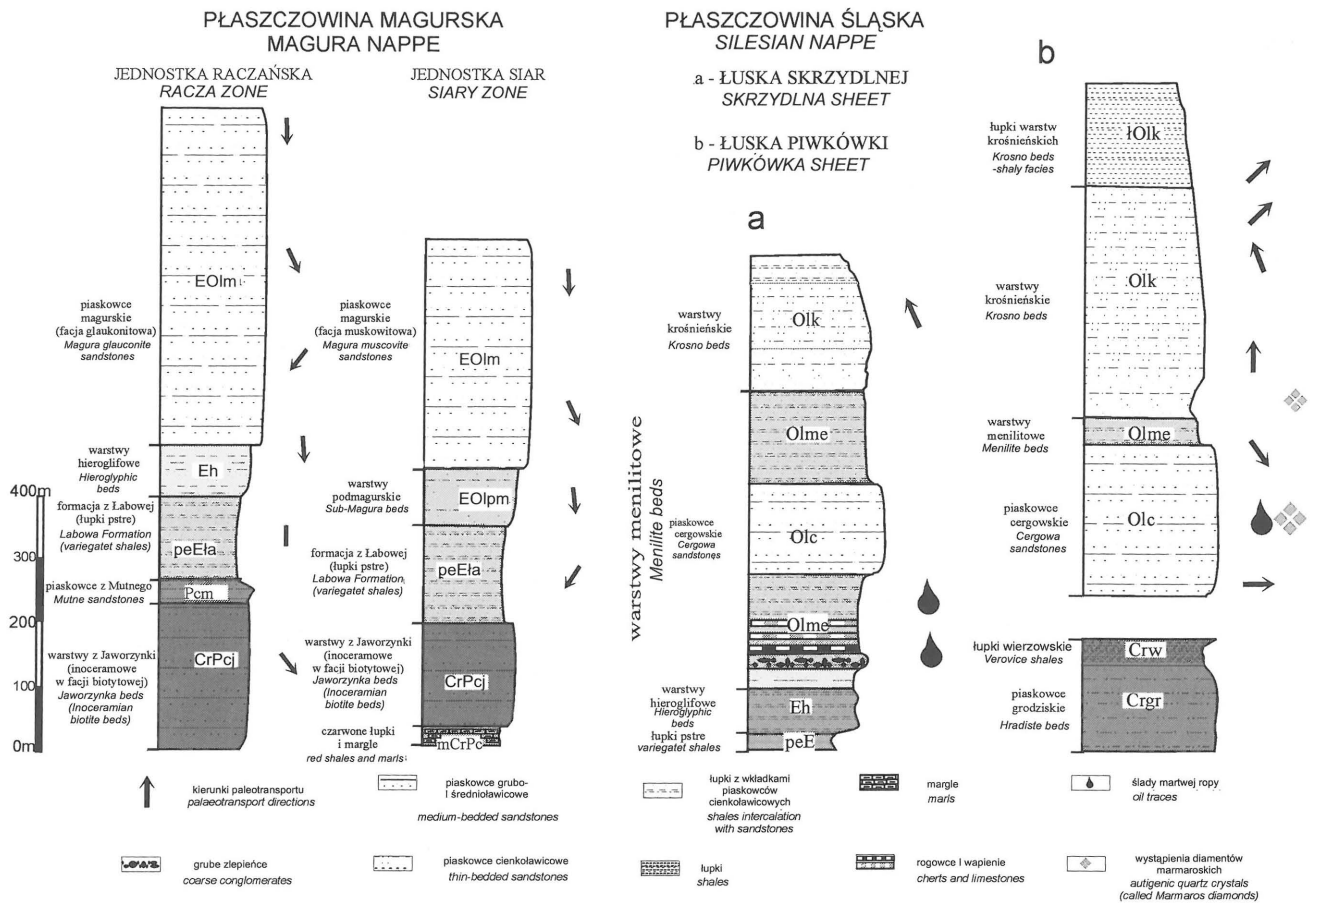 PŁASZCZOWINA MAGURSKA
MAGURA NAPPE
JEDNOSTKA RACZAŃSKA
RACZA ZONE
JEDNOSTKA SIAR
SIARY ZONE
PŁASZCZOWINA ŚLĄSKA
SILESIAN NAPPE
a - ŁUSKA SKRZYDLNEJ
SKRZYDLNA SHEET
b - ŁUSKA PIWKÓWKI
PIWKÓWKA SHEET
EOlm
piaskowce
magurskie
(facja glaukonitowa)
Magura glauconite
sandstones
warstwy
hieroglifowe
Hieroglyphic
beds
Eh
400m
300
200
100
0m
formacja z Łabowej
(łupki pstre)
Labowa Formation
(variegatet shales)
peEła
piaskowce z Mutnego
Mutne sandstones
Pcm
warstwy z Jaworzynki
(inoceramowe
w facji biotytowej)
Jaworzynka beds
(Inoceramian
biotite beds)
CrPcj
piaskowce
magurskie
(facja muskowitowa)
Magura muscovite
sandstones
EOlm
warstwy
podmagurskie
Sub-Magura beds
EOlpm
formacja z Łabowej
(łupki pstre)
Labowa Formation
(variegatet shales)
peEła
warstwy z Jaworzynki
(inoceramowe
w facji biotytowej)
Jaworzynka beds
(Inoceramian
biotite beds)
CrPcj
czarwone łupki
i margle
red shales and marls
mCrPc
a
warstwy
krośnieńskie
Krosno beds
Olk
warstwy menilitowe
Menilite beds
Olme
piaskowce
cergowskie
Cergowa
sandstones
Olc
Olme
warstwy
hieroglifowe
Hieroglyphic
beds
Eh
łupki pstre
variegatet shales
peE
b
łupki warstw
krośnieńskich
Krosno beds
-shaly facies
łOlk
warstwy
krośnieńskie
Krosno beds
Olk
warstwy
menilitowe
Menilite beds
Olme
piaskowce
cergowskie
Cergowa
sandstones
Olc
łupki wierzowskie
Verovice shales
Crw
piaskowce
grodziskie
Hradiste beds
Crgr
kierunki paleotransportu
palaeotransport directions
piaskowce grubo-
I średnioławicowe
medium-bedded sandstones
łupki z wkładkami
piaskowców
cienkoławicowych
shales intercalation
with sandstones
margle
marls
ślady martwej ropy
oil traces
grube zlepieńce
coarse conglomerates
piaskowce cienkoławicowe
thin-bedded sandstones
łupki
shales
rogowce I wapienie
cherts and limestones
wystąpienia diamentów
marmaroskich
autigenic quartz crystals
(called Marmaros diamonds)